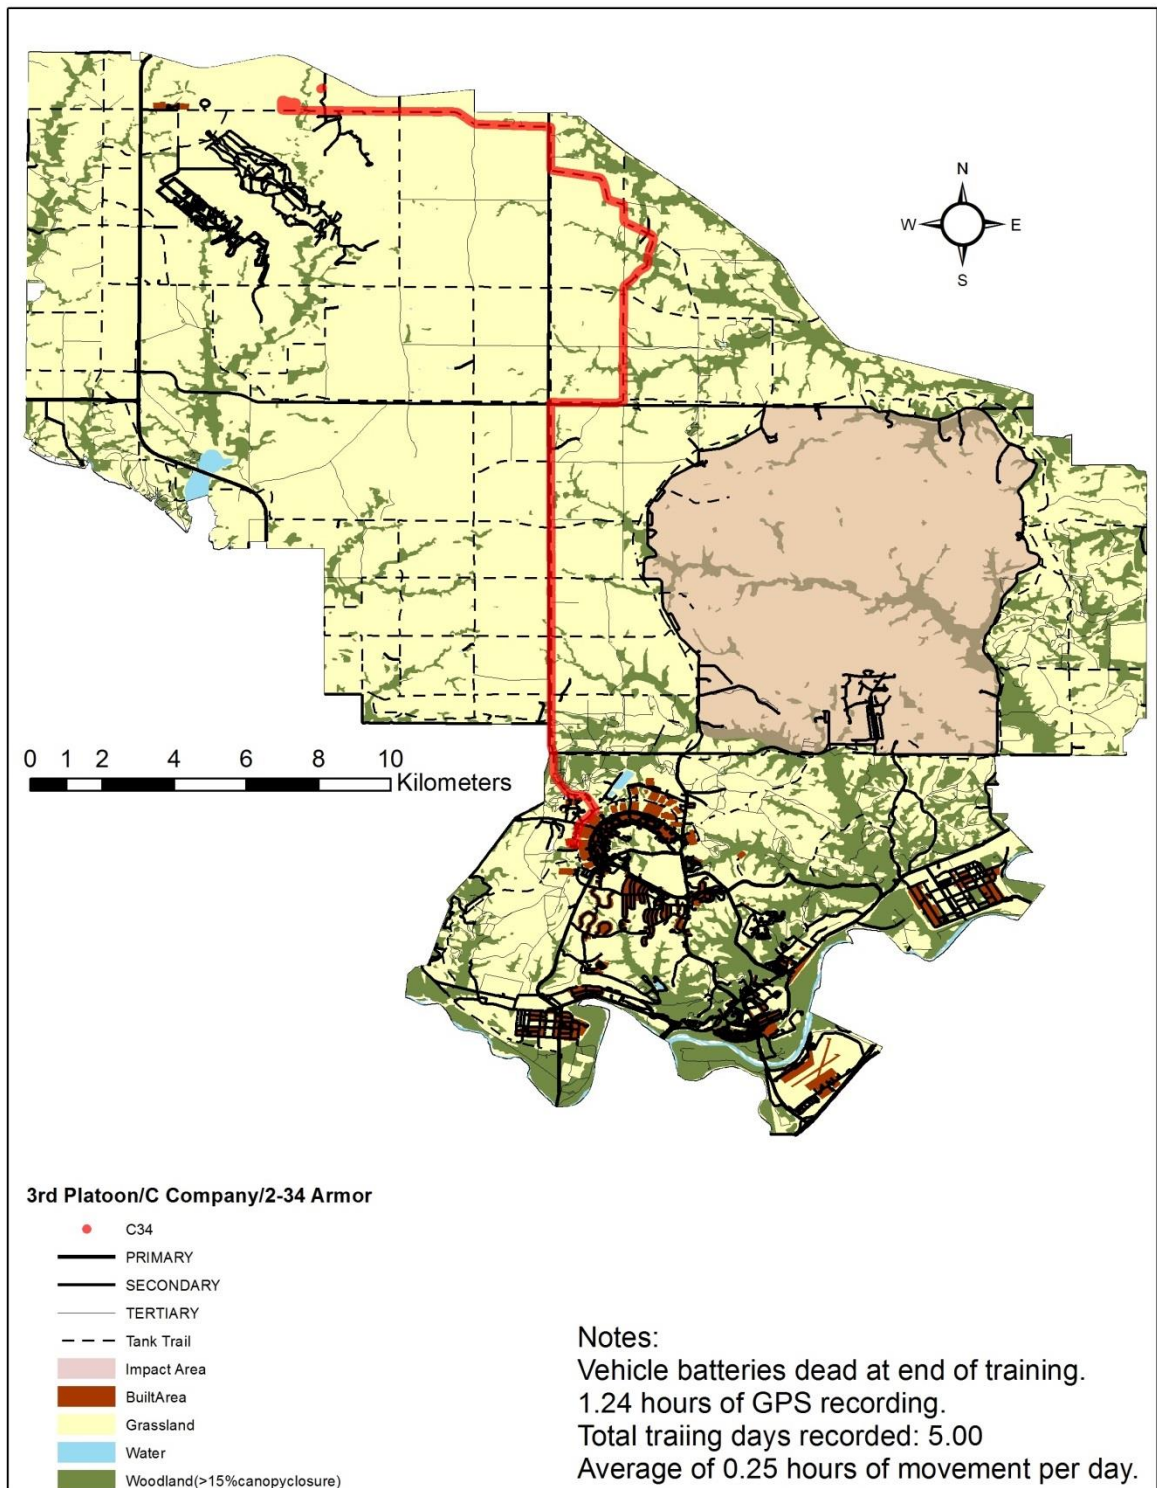 N
W E
S
0 1 2 4 6 8 10
Kilometers
3rd Platoon/C Company/2-34 Armor
C34
PRIMARY
SECONDARY
TERTIARY
Tank Trail
Impact Area
BuiltArea
Grassland
Water
Woodland(>15%canopyclosure)
Notes:
Vehicle batteries dead at end of training.
1.24 hours of GPS recording.
Total traiing days recorded: 5.00
Average of 0.25 hours of movement per day.